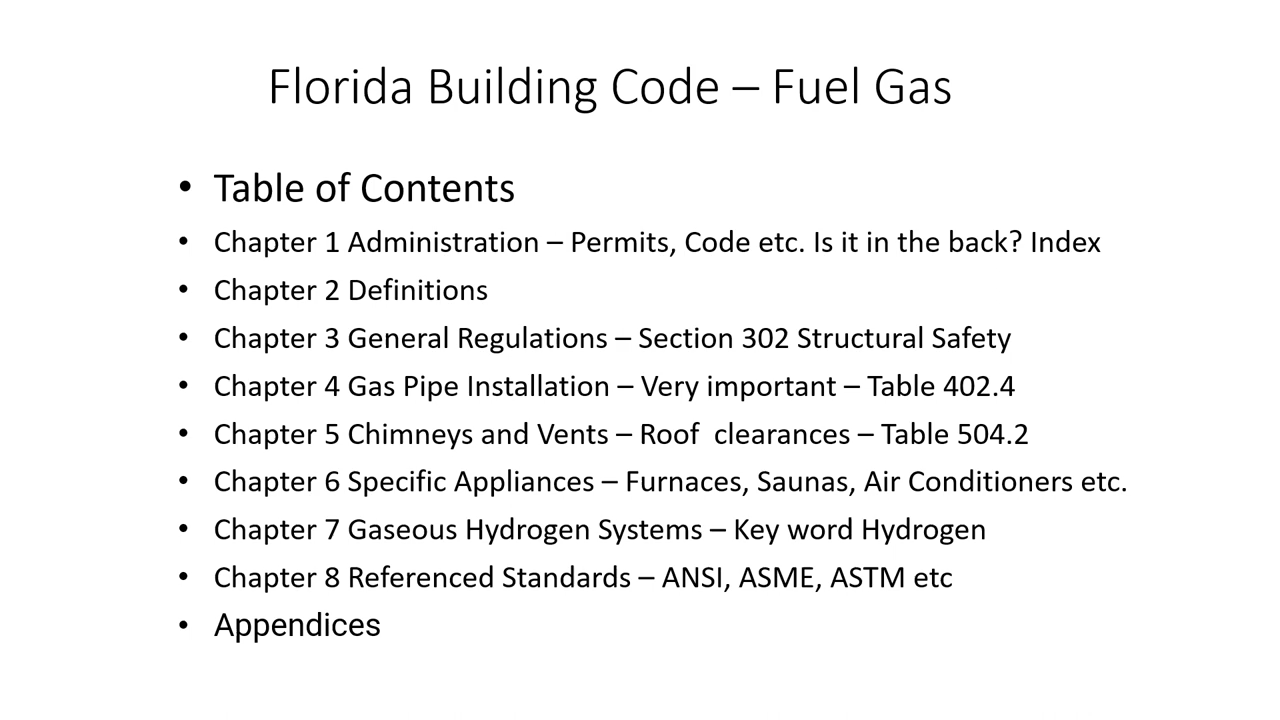 Florida Building Code – Fuel Gas
• Table of Contents
• Chapter 1 Administration – Permits, Code etc. Is it in the back? Index
• Chapter 2 Definitions
• Chapter 3 General Regulations – Section 302 Structural Safety
• Chapter 4 Gas Pipe Installation – Very important – Table 402.4
• Chapter 5 Chimneys and Vents – Roof  clearances – Table 504.2
• Chapter 6 Specific Appliances – Furnaces, Saunas, Air Conditioners etc.
• Chapter 7 Gaseous Hydrogen Systems – Key word Hydrogen
• Chapter 8 Referenced Standards – ANSI, ASME, ASTM etc
• Appendices